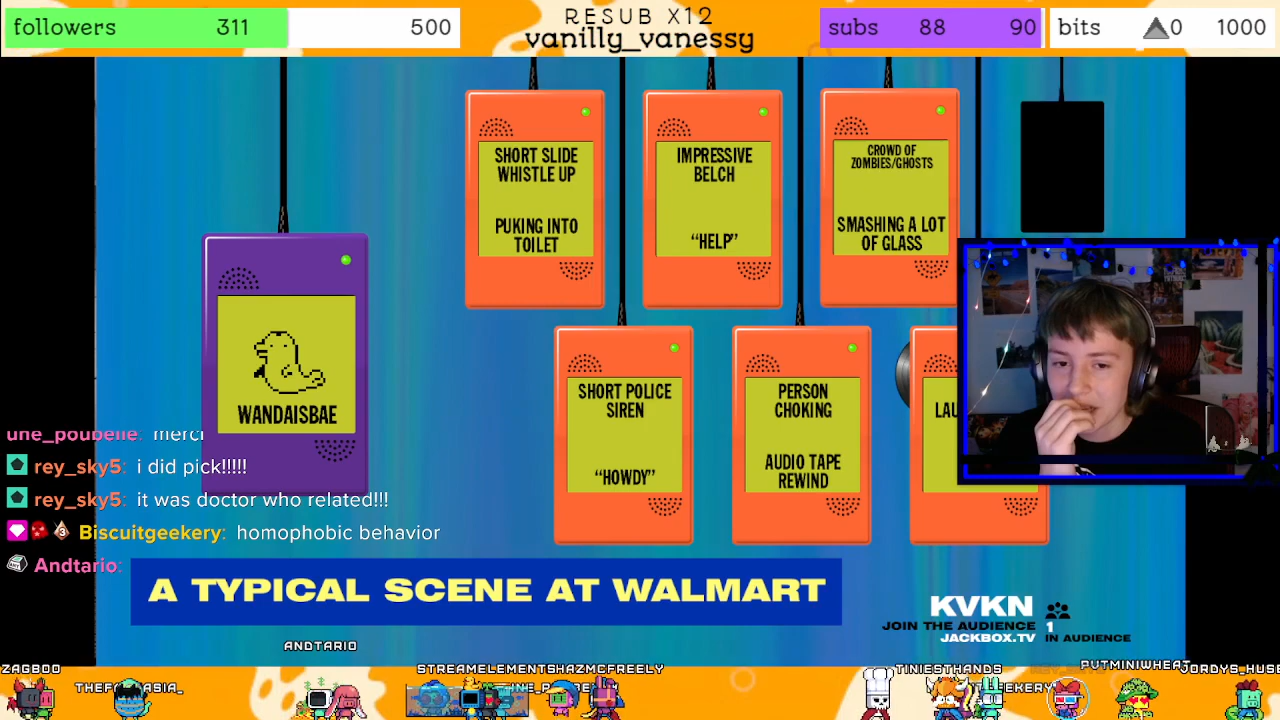 followers 311 500
RESUB X12
vanilly_vanessy
subs 88 90
bits 0 1000
SHORT SLIDE
WHISTLE UP
PUKING INTO
TOILET
IMPRESSIVE
BELCH
“HELP”
CROWD OF
ZOMBIES/GHOSTS
SMASHING A LOT
OF GLASS
WANDAISBAE
SHORT POLICE
SIREN
“HOWDY”
PERSON
CHOKING
AUDIO TAPE
REWIND
LAU
une_poubelle: merci
rey_sky5: i did pick!!!!!
rey_sky5: it was doctor who related!!!
Biscuitgeekery: homophobic behavior
Andtario:
A TYPICAL SCENE AT WALMART
KVKN
JOIN THE AUDIENCE
JACKBOX.TV
1
IN AUDIENCE
ANDTARIO
ZAGBOO
STREAMELEMENTS
HAZMCFREELY
TINIESTHANDS
PUTMINIWHEAT